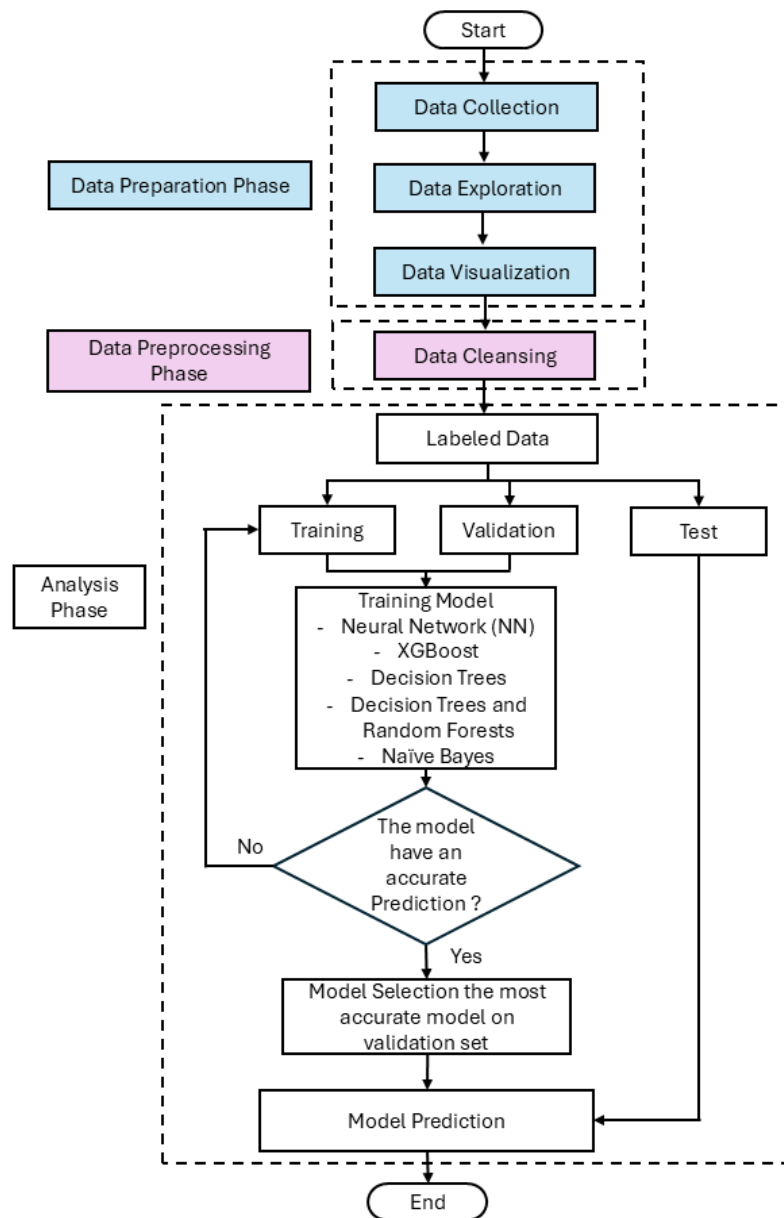 Start
Data Collection
Data Preparation Phase
Data Exploration
Data Visualization
Data Preprocessing
Phase
Data Cleansing
Labeled Data
Training
Validation
Test
Analysis
Phase
Training Model
- Neural Network (NN)
- XGBoost
- Decision Trees
- Decision Trees and
Random Forests
- Naïve Bayes
No
The model
have an
accurate
Prediction ?
Yes
Model Selection the most
accurate model on
validation set
Model Prediction
End